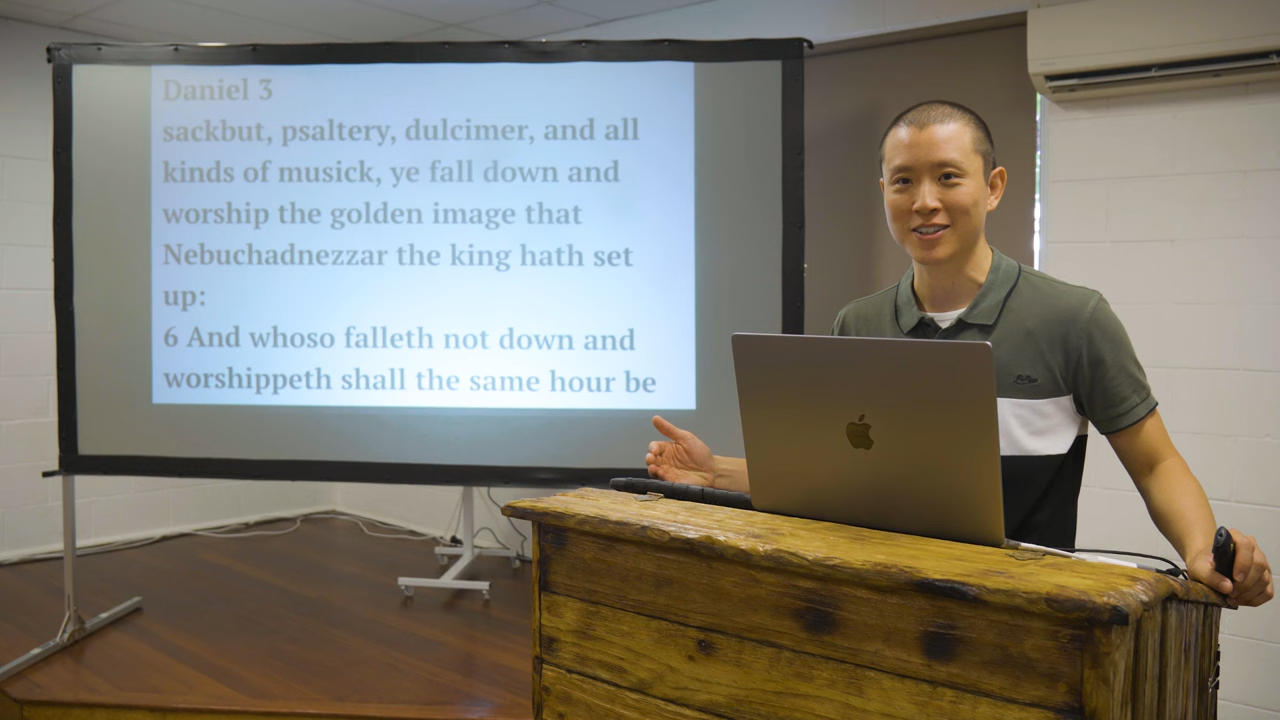 Daniel 3
sackbut, psaltery, dulcimer, and all
kinds of musick, ye fall down and
worship the golden image that
Nebuchadnezzar the king hath set
up:
6 And whoso falleth not down and
worshippeth shall the same hour be